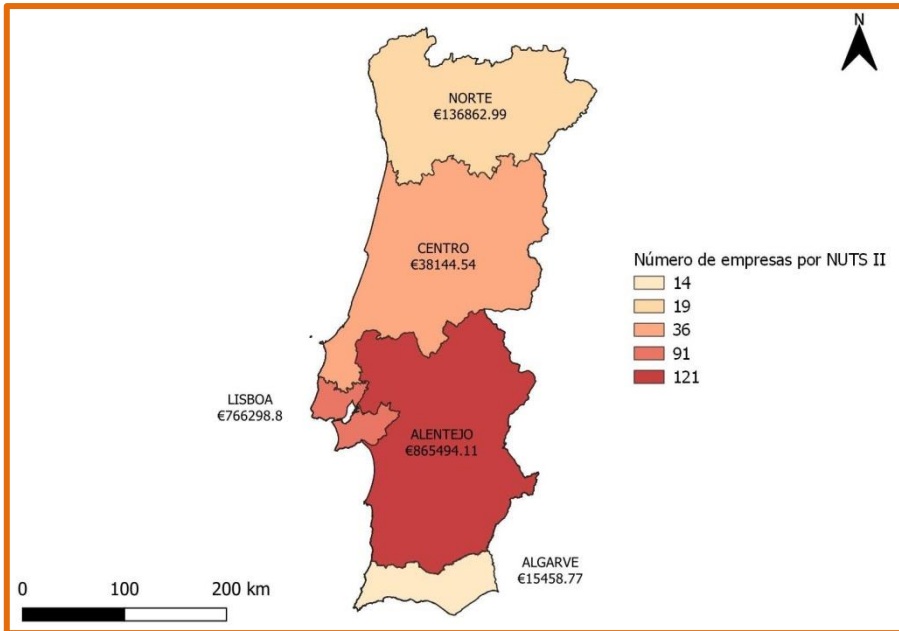 N
NORTE
€136862.99
CENTRO
€38144.54
Número de empresas por NUTS II
14
19
36
91
121
LISBOA
€766298.8
ALENTEJO
€865494.11
ALGARVE
€15458.77
0 100 200 km